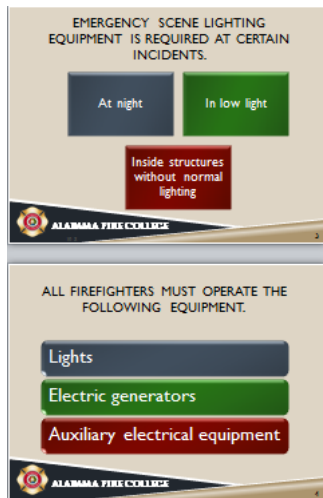 EMERGENCY SCENE LIGHTING
EQUIPMENT IS REQUIRED AT CERTAIN
INCIDENTS.
At night
In low light
Inside structures
without normal
lighting
ALABAMA FIRE COLLEGE
3
ALL FIREFIGHTERS MUST OPERATE THE
FOLLOWING EQUIPMENT.
Lights
Electric generators
Auxiliary electrical equipment
ALABAMA FIRE COLLEGE
4